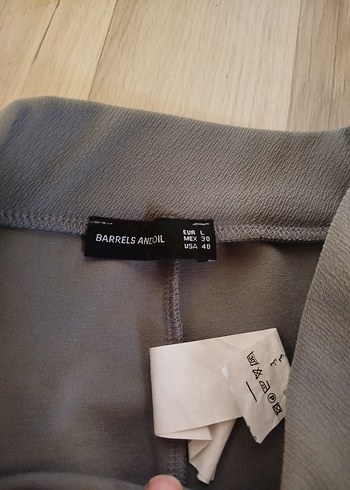 BARRELS AND OIL
EUR L
MEX 30
USA 40